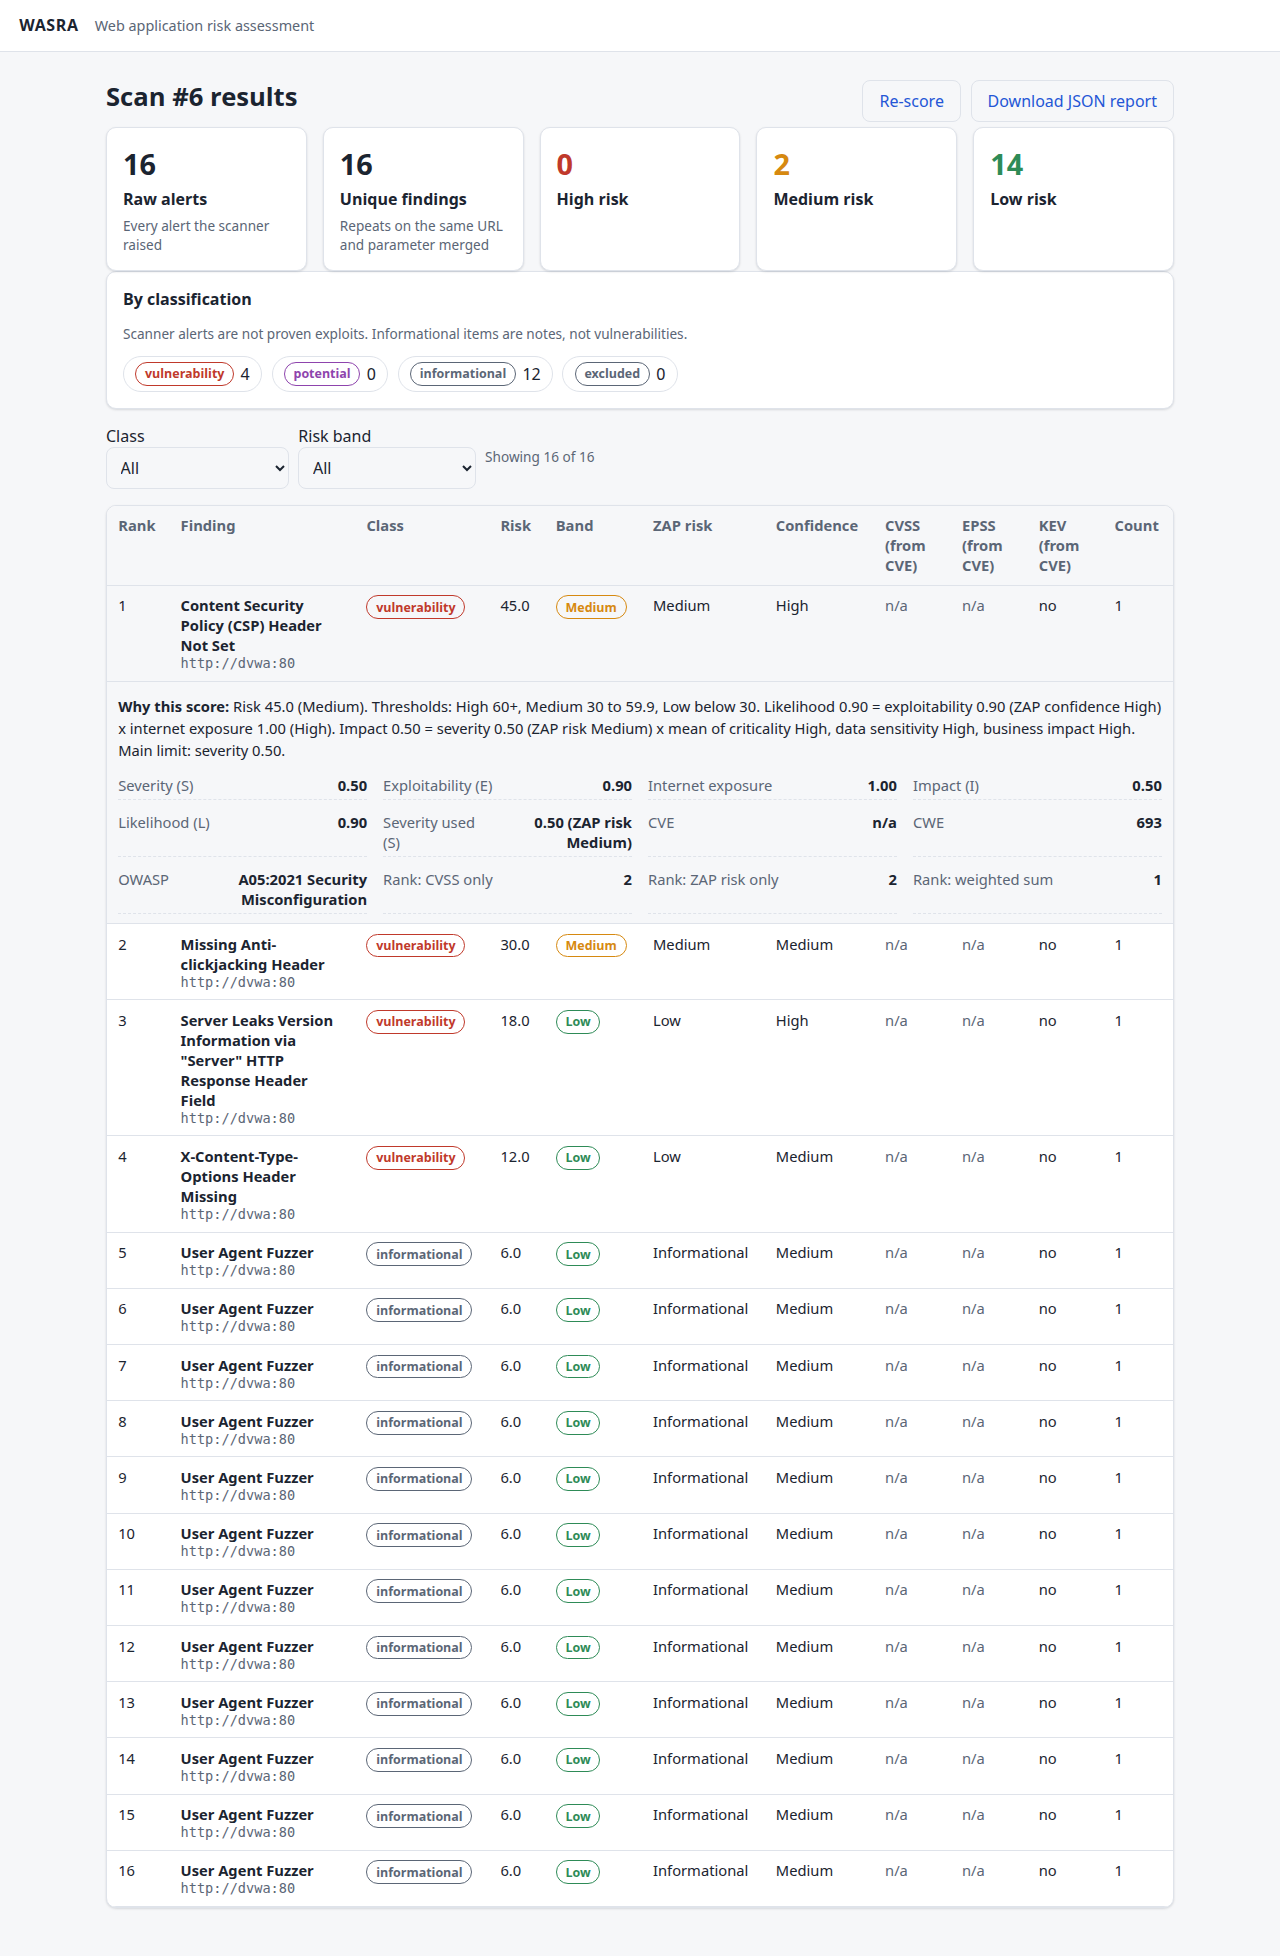 WASRA Web application risk assessment
Scan #6 results
Re-score Download JSON report
16 16 0 2 14
Raw alerts Unique findings High risk Medium risk Low risk
Every alert the scanner Repeats on the same URL
raised and parameter merged
By classification
Scanner alerts are not proven exploits. Informational items are notes, not vulnerabilities.
vulnerability 4 potential 0 informational 12 excluded 0
Class Risk band
All All Showing 16 of 16
Rank Finding Class Risk Band ZAP risk Confidence CVSS EPSS KEV Count
(from (from (from
CVE) CVE) CVE)
1 Content Security vulnerability 45.0 Medium Medium High n/a n/a no 1
Policy (CSP) Header
Not Set
http://dvwa:80
Why this score: Risk 45.0 (Medium). Thresholds: High 60+, Medium 30 to 59.9, Low below 30. Likelihood 0.90 = exploitability 0.90 (ZAP confidence High)
x internet exposure 1.00 (High). Impact 0.50 = severity 0.50 (ZAP risk Medium) x mean of criticality High, data sensitivity High, business impact High.
Main limit: severity 0.50.
Severity (S) 0.50 Exploitability (E) 0.90 Internet exposure 1.00 Impact (I) 0.50
Likelihood (L) 0.90 Severity used 0.50 (ZAP risk CVE n/a CWE 693
(S) Medium)
OWASP A05:2021 Security Rank: CVSS only 2 Rank: ZAP risk only 2 Rank: weighted sum 1
Misconfiguration
2 Missing Anti- vulnerability 30.0 Medium Medium Medium n/a n/a no 1
clickjacking Header
http://dvwa:80
3 Server Leaks Version vulnerability 18.0 Low Low High n/a n/a no 1
Information via
"Server" HTTP
Response Header
Field
http://dvwa:80
4 X-Content-Type- vulnerability 12.0 Low Low Medium n/a n/a no 1
Options Header
Missing
http://dvwa:80
5 User Agent Fuzzer informational 6.0 Low Informational Medium n/a n/a no 1
http://dvwa:80
6 User Agent Fuzzer informational 6.0 Low Informational Medium n/a n/a no 1
http://dvwa:80
7 User Agent Fuzzer informational 6.0 Low Informational Medium n/a n/a no 1
http://dvwa:80
8 User Agent Fuzzer informational 6.0 Low Informational Medium n/a n/a no 1
http://dvwa:80
9 User Agent Fuzzer informational 6.0 Low Informational Medium n/a n/a no 1
http://dvwa:80
10 User Agent Fuzzer informational 6.0 Low Informational Medium n/a n/a no 1
http://dvwa:80
11 User Agent Fuzzer informational 6.0 Low Informational Medium n/a n/a no 1
http://dvwa:80
12 User Agent Fuzzer informational 6.0 Low Informational Medium n/a n/a no 1
http://dvwa:80
13 User Agent Fuzzer informational 6.0 Low Informational Medium n/a n/a no 1
http://dvwa:80
14 User Agent Fuzzer informational 6.0 Low Informational Medium n/a n/a no 1
http://dvwa:80
15 User Agent Fuzzer informational 6.0 Low Informational Medium n/a n/a no 1
http://dvwa:80
16 User Agent Fuzzer informational 6.0 Low Informational Medium n/a n/a no 1
http://dvwa:80